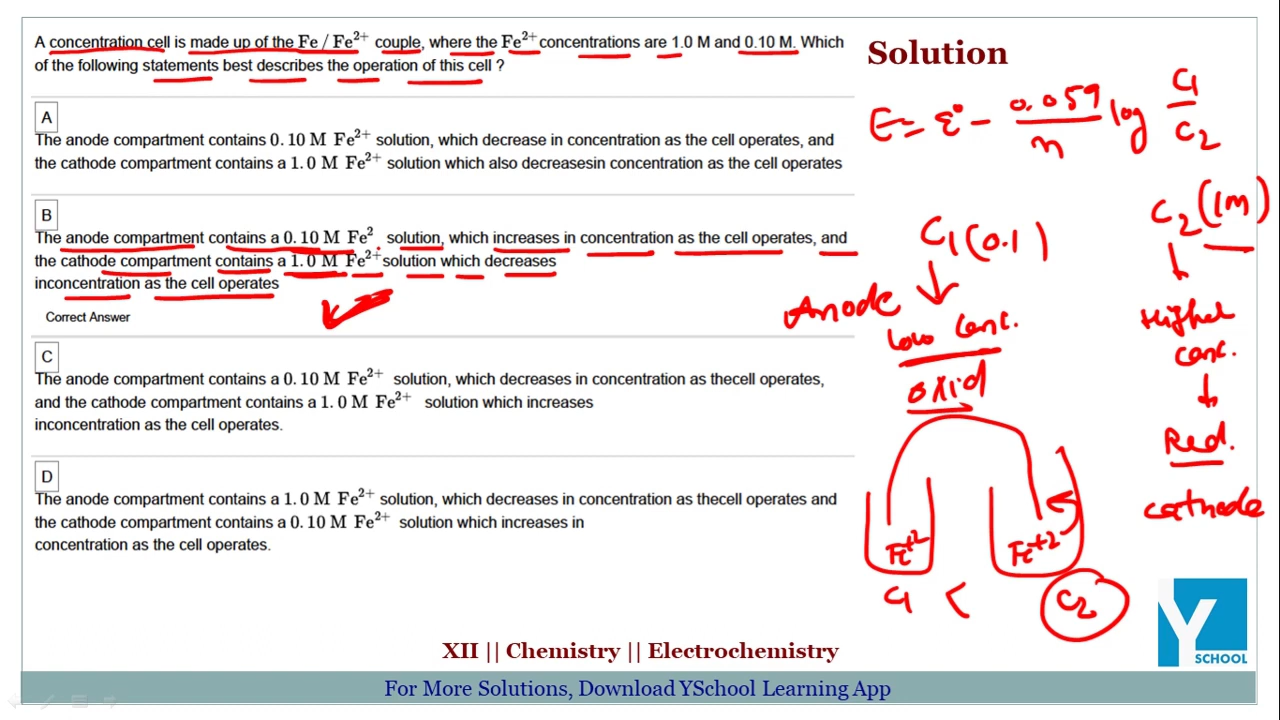 A concentration cell is made up of the Fe / Fe²⁺ couple, where the Fe²⁺ concentrations are 1.0 M and 0.10 M. Which
of the following statements best describes the operation of this cell ?
A
The anode compartment contains 0.10 M Fe²⁺ solution, which decrease in concentration as the cell operates, and
the cathode compartment contains a 1.0 M Fe²⁺ solution which also decreasesin concentration as the cell operates
B
The anode compartment contains a 0.10 M Fe² solution, which increases in concentration as the cell operates, and
the cathode compartment contains a 1.0 M Fe²⁺ solution which decreases
inconcentration as the cell operates
Correct Answer
C
The anode compartment contains a 0.10 M Fe²⁺ solution, which decreases in concentration as thecell operates,
and the cathode compartment contains a 1.0 M Fe²⁺ solution which increases
inconcentration as the cell operates.
D
The anode compartment contains a 1.0 M Fe²⁺ solution, which decreases in concentration as thecell operates and
the cathode compartment contains a 0.10 M Fe²⁺ solution which increases in
concentration as the cell operates.
Solution
E = ε° - 0.059/n log C₁/C₂
C₁ (0.1)
C₂ (1M)
Anode
low conc.
oxid
Higher
conc.
Red.
cathode
Fe⁺² Fe⁺²
C₁ < C₂
Y
SCHOOL
XII || Chemistry || Electrochemistry
For More Solutions, Download YSchool Learning App